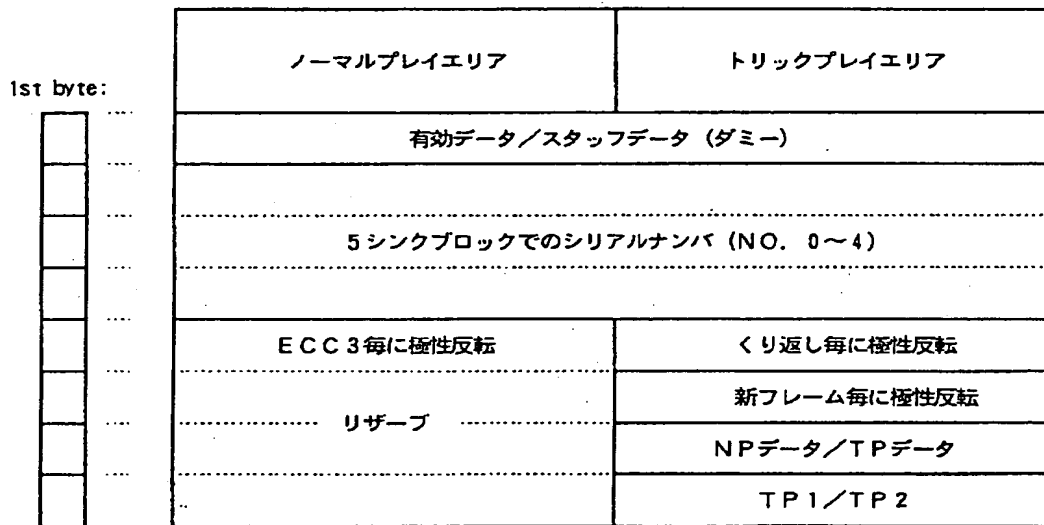 ノーマルプレイエリア
トリックプレイエリア
1st byte:
有効データ/スタッフデータ (ダミー)
5シンクブロックでのシリアルナンバ (NO. 0~4)
ECC3毎に極性反転
くり返し毎に極性反転
新フレーム毎に極性反転
リザーブ
NPデータ/TPデータ
TP1/TP2